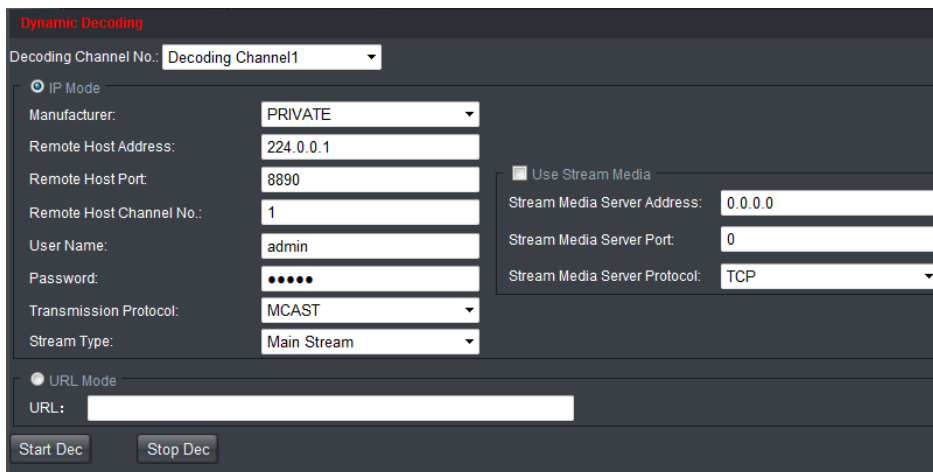 Dynamic Decoding
Decoding Channel No.: Decoding Channel1
IP Mode
Manufacturer: PRIVATE
Remote Host Address: 224.0.0.1
Remote Host Port: 8890
Remote Host Channel No.: 1
User Name: admin
Password: •••••
Transmission Protocol: MCAST
Stream Type: Main Stream
Use Stream Media
Stream Media Server Address: 0.0.0.0
Stream Media Server Port: 0
Stream Media Server Protocol: TCP
URL Mode
URL:
Start Dec Stop Dec